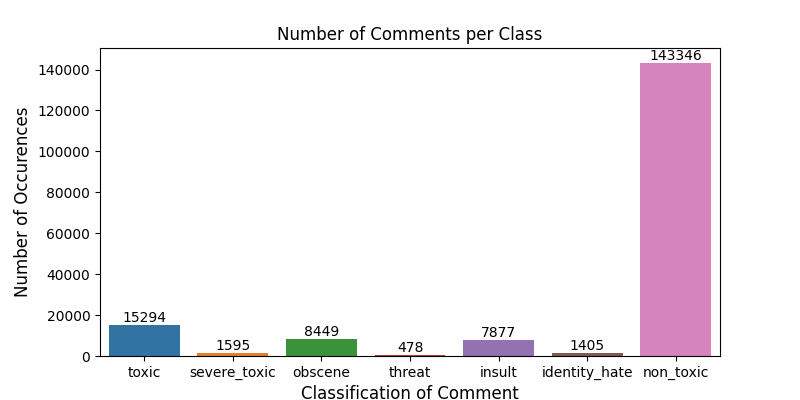 Number of Comments per Class
Number of Occurences
140000
120000
100000
80000
60000
40000
20000
0
15294
1595
8449
478
7877
1405
143346
toxic
severe_toxic
obscene
threat
insult
identity_hate
non_toxic
Classification of Comment